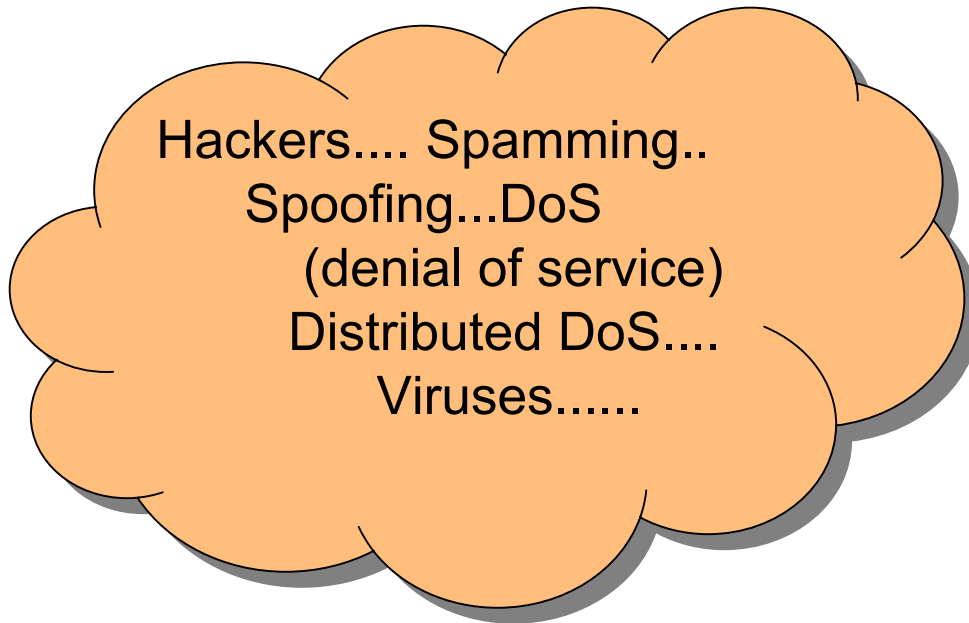 Hackers.... Spamming..
Spoofing...DoS
(denial of service)
Distributed DoS....
Viruses......